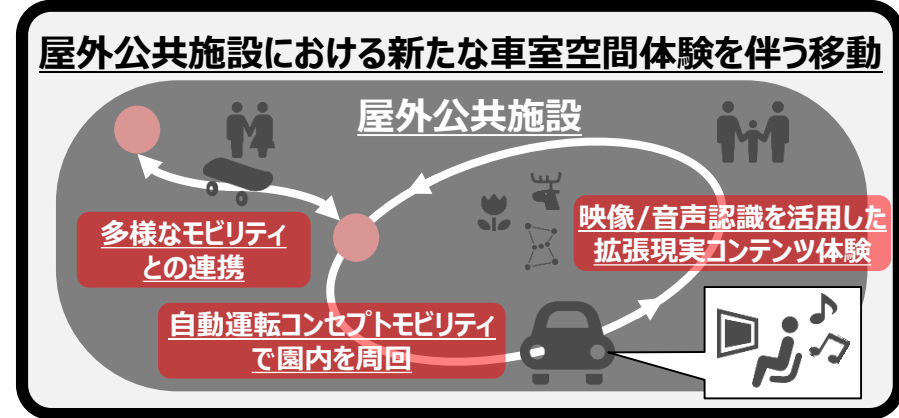 屋外公共施設における新たな車室空間体験を伴う移動
屋外公共施設
多様なモビリティ
との連携
映像/音声認識を活用した
拡張現実コンテンツ体験
自動運転コンセプトモビリティ
で園内を周回